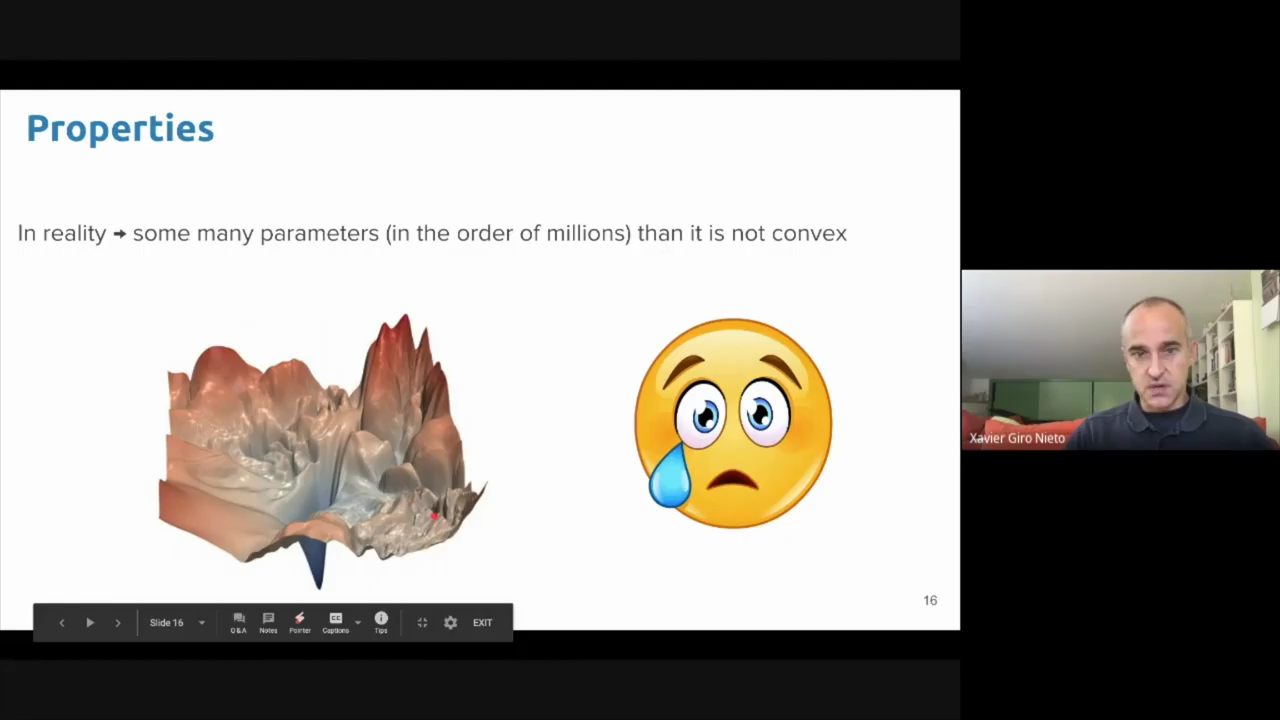 Properties
In reality → some many parameters (in the order of millions) than it is not convex
Xavier Giro Nieto
16
Slide 16
Q&A
Notes
Pointer
CC
Captions
Tips
EXIT